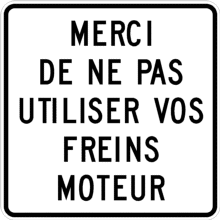 MERCI
DE NE PAS
UTILISER VOS
FREINS
MOTEUR